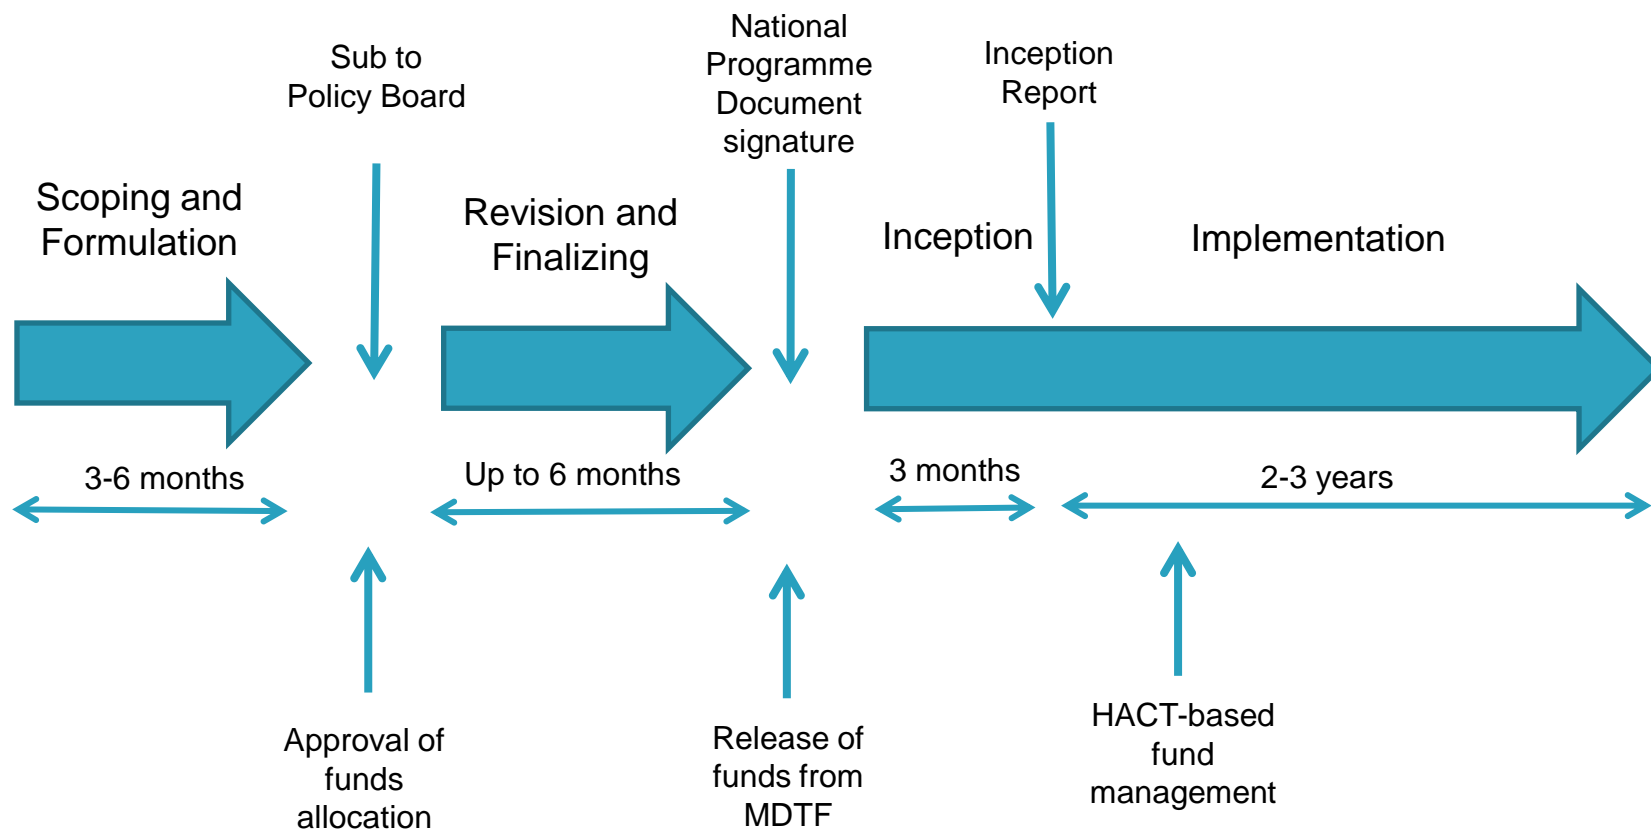 Scoping and
Formulation
Sub to
Policy Board
Revision and
Finalizing
National
Programme
Document
signature
Inception
Inception
Report
Implementation
3-6 months
Up to 6 months
3 months
2-3 years
Approval of
funds
allocation
Release of
funds from
MDTF
HACT-based
fund
management